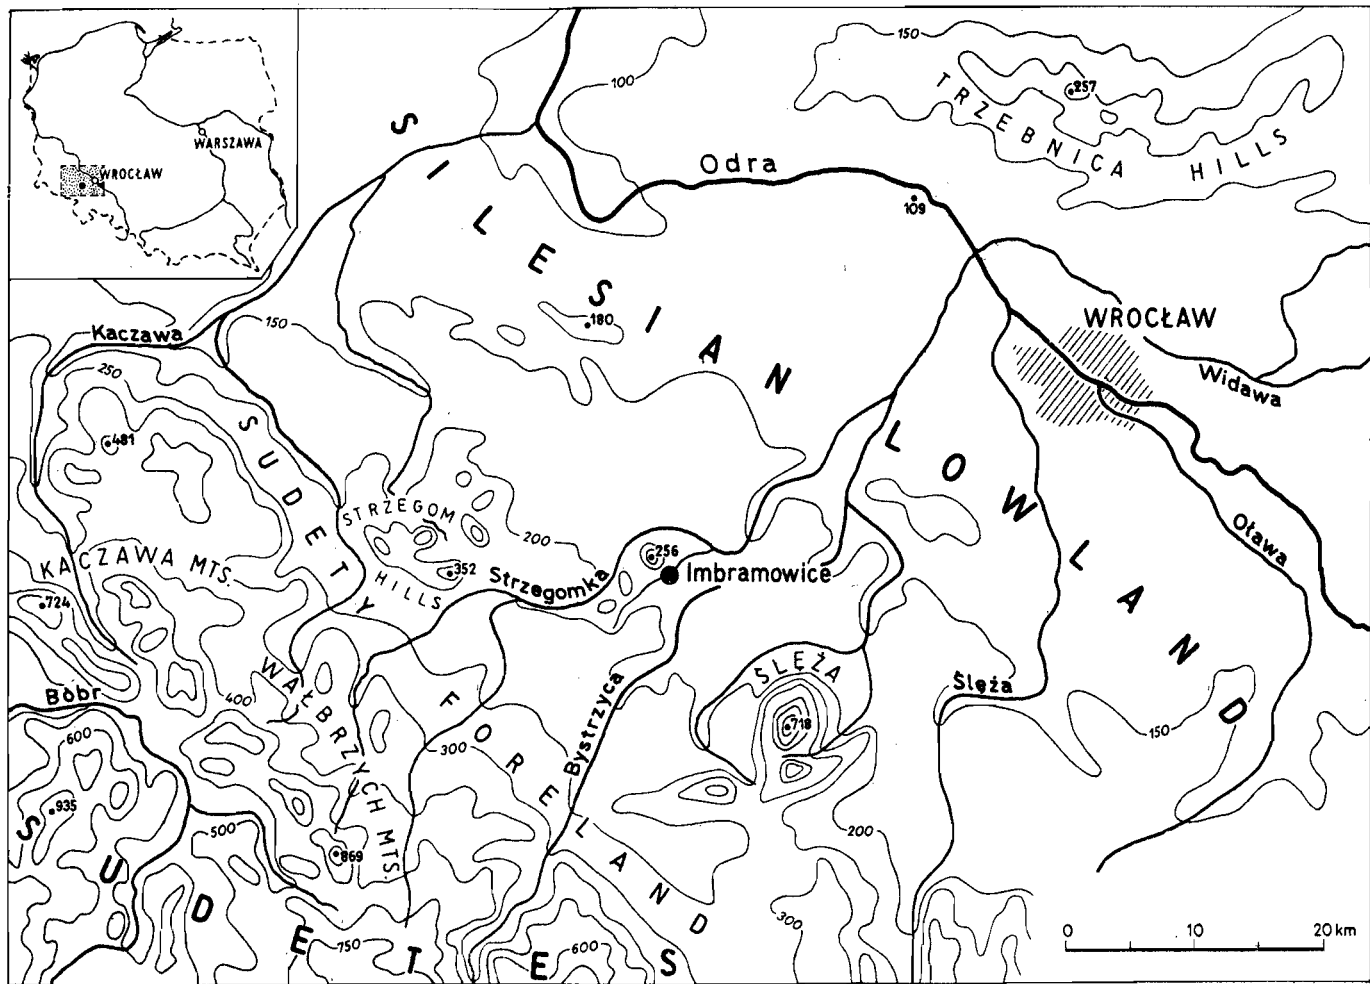 WARSZAWA
WROCŁAW
SILESIAN LOWLAND
150
TRZEBNICA HILLS
257
100
Odra
109
Kaczawa
150
180
WROCŁAW
Widawa
250
481
SUDETY FORELAND
STRZEGOM HILLS
200
352
256
Strzegomka
Imbramowice
Oława
KACZAWA MTS.
724
Bóbr
400
WAŁBRZYCH MTS.
ŚLĘŻA
718
Ślęża
150
300
Bystrzyca
600
935
500
869
200
300
750
600
SUDETES
0
10
20 km